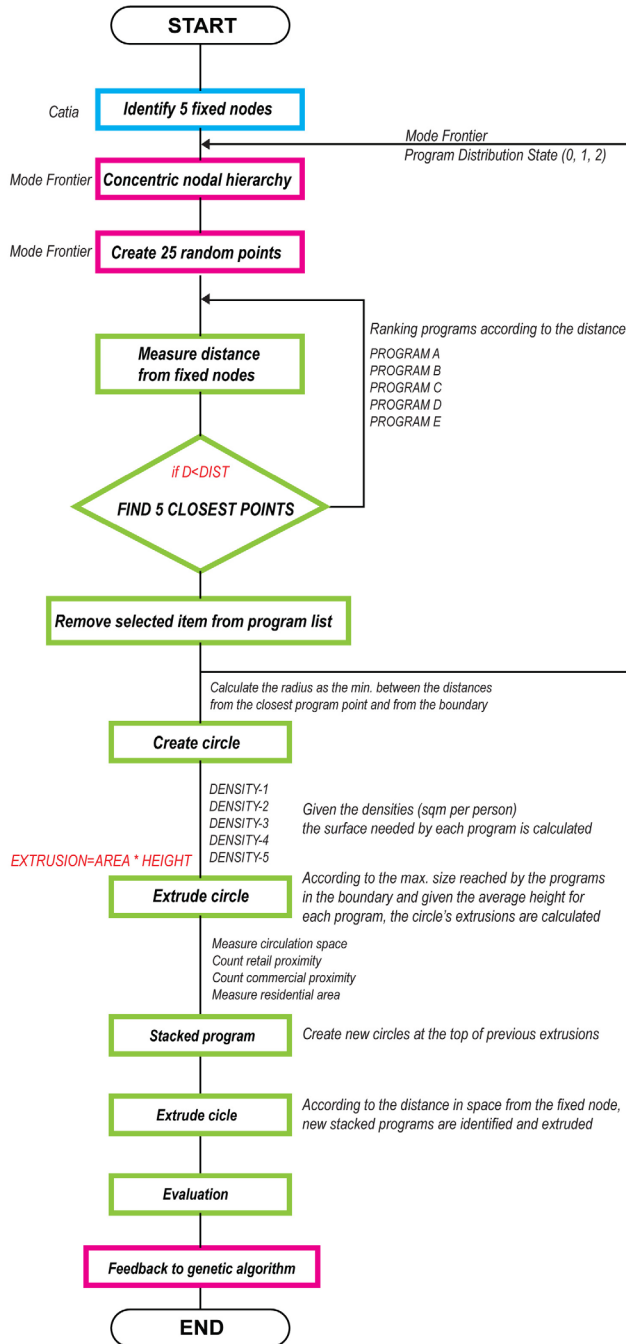 START
Catia
Identify 5 fixed nodes
Mode Frontier
Program Distribution State (0, 1, 2)
Mode Frontier
Concentric nodal hierarchy
Mode Frontier
Create 25 random points
Ranking programs according to the distance
Measure distance
from fixed nodes
PROGRAM A
PROGRAM B
PROGRAM C
PROGRAM D
PROGRAM E
if D<DIST
FIND 5 CLOSEST POINTS
Remove selected item from program list
Calculate the radius as the min. between the distances
from the closest program point and from the boundary
Create circle
DENSITY-1
DENSITY-2
DENSITY-3
DENSITY-4
DENSITY-5
Given the densities (sqm per person)
the surface needed by each program is calculated
EXTRUSION=AREA * HEIGHT
Extrude circle
According to the max. size reached by the programs
in the boundary and given the average height for
each program, the circle's extrusions are calculated
Measure circulation space
Count retail proximity
Count commercial proximity
Measure residential area
Stacked program
Create new circles at the top of previous extrusions
Extrude cicle
According to the distance in space from the fixed node,
new stacked programs are identified and extruded
Evaluation
Feedback to genetic algorithm
END